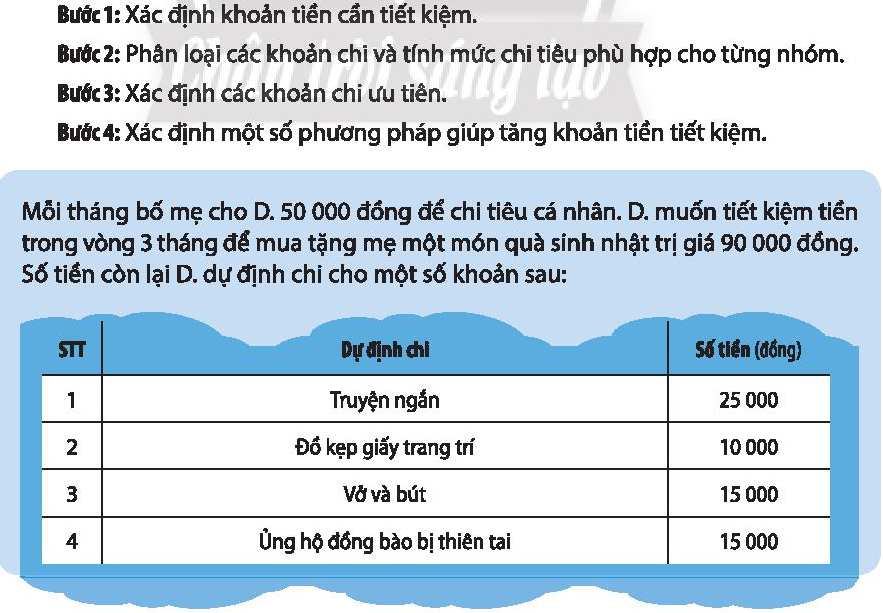 Bước 1: Xác định khoản tiền cần tiết kiệm.
Bước 2: Phân loại các khoản chi và tính mức chi tiêu phù hợp cho từng nhóm.
Bước 3: Xác định các khoản chi ưu tiên.
Bước 4: Xác định một số phương pháp giúp tăng khoản tiền tiết kiệm.
Chân trời sáng tạo
Mỗi tháng bố mẹ cho D. 50 000 đồng để chi tiêu cá nhân. D. muốn tiết kiệm tiền
trong vòng 3 tháng để mua tặng mẹ một món quà sinh nhật trị giá 90 000 đồng.
Số tiền còn lại D. dự định chi cho một số khoản sau:
STT Dự định chi Số tiền (đồng)
1 Truyện ngắn 25 000
2 Đồ kẹp giấy trang trí 10 000
3 Vở và bút 15 000
4 Ủng hộ đồng bào bị thiên tai 15 000